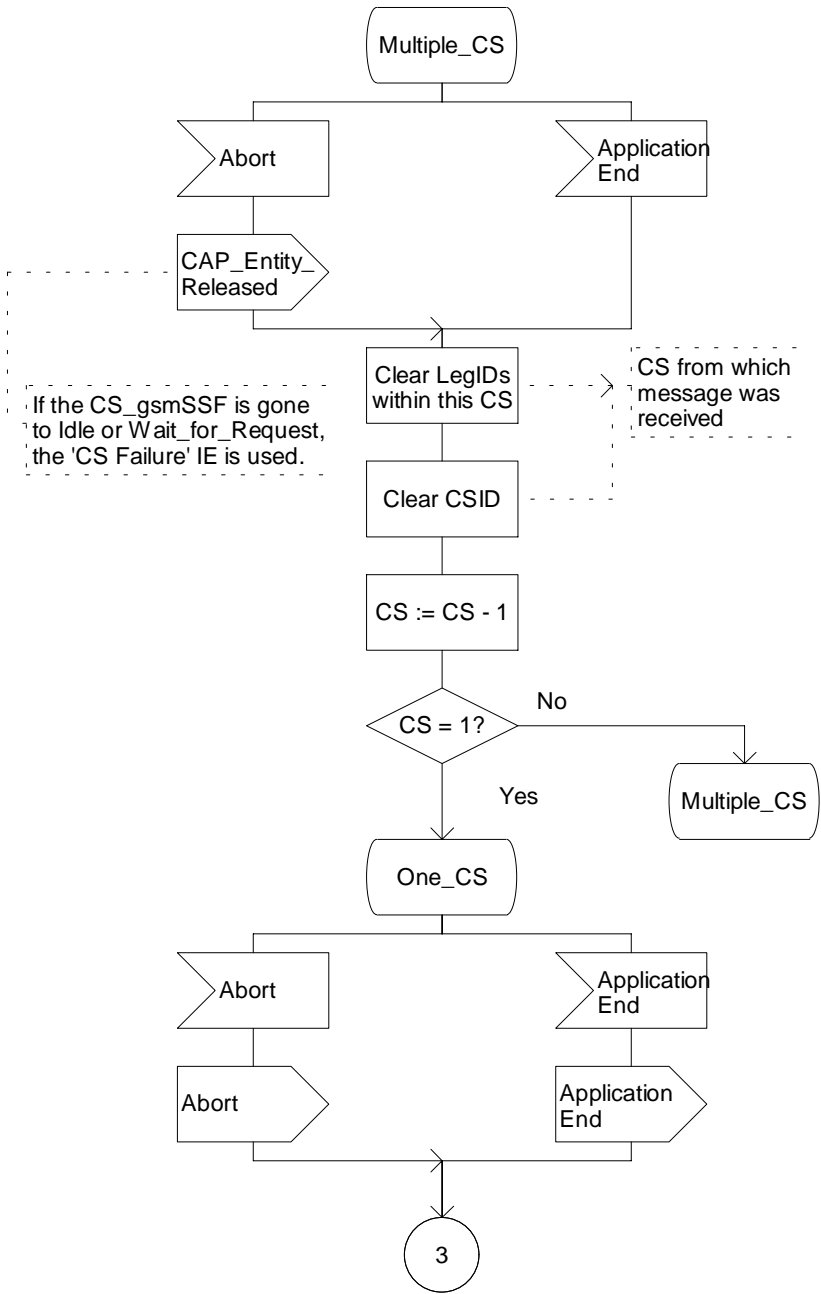 Multiple_CS
Abort
Application
End
CAP_Entity_
Released
If the CS_gsmSSF is gone
to Idle or Wait_for_Request,
the 'CS Failure' IE is used.
Clear LegIDs
within this CS
CS from which
message was
received
Clear CSID
CS := CS - 1
CS = 1?
No
Yes
Multiple_CS
One_CS
Abort
Application
End
Abort
Application
End
3